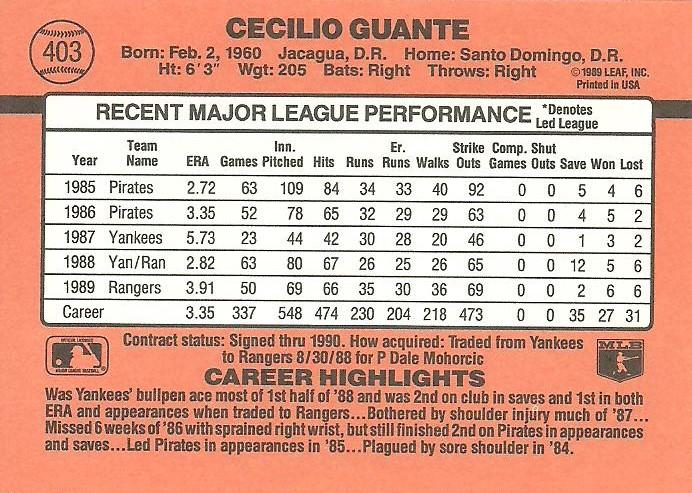 403
CECILIO GUANTE
Born: Feb. 2, 1960 Jacagua, D.R. Home: Santo Domingo, D.R.
Ht: 6' 3" Wgt: 205 Bats: Right Throws: Right
©1989 LEAF, INC.
Printed in USA
RECENT MAJOR LEAGUE PERFORMANCE *Denotes Led League
Year Team Name ERA Games Inn. Pitched Hits Runs Er. Runs Walks Strike Outs Comp. Games Shut Outs Save Won Lost
1985 Pirates 2.72 63 109 84 34 33 40 92 0 0 5 4 6
1986 Pirates 3.35 52 78 65 32 29 29 63 0 0 4 5 2
1987 Yankees 5.73 23 44 42 30 28 20 46 0 0 1 3 2
1988 Yan/Ran 2.82 63 80 67 26 25 26 65 0 0 12 5 6
1989 Rangers 3.91 50 69 66 35 30 36 69 0 0 2 6 6
Career 3.35 337 548 474 230 204 218 473 0 0 35 27 31
Contract status: Signed thru 1990. How acquired: Traded from Yankees
to Rangers 8/30/88 for P Dale Mohorcic
MLB
CAREER HIGHLIGHTS
Was Yankees' bullpen ace most of 1st half of '88 and was 2nd on club in saves and 1st in both
ERA and appearances when traded to Rangers...Bothered by shoulder injury much of '87...
Missed 6 weeks of '86 with sprained right wrist, but still finished 2nd on Pirates in appearances
and saves...Led Pirates in appearances in '85...Plagued by sore shoulder in '84.